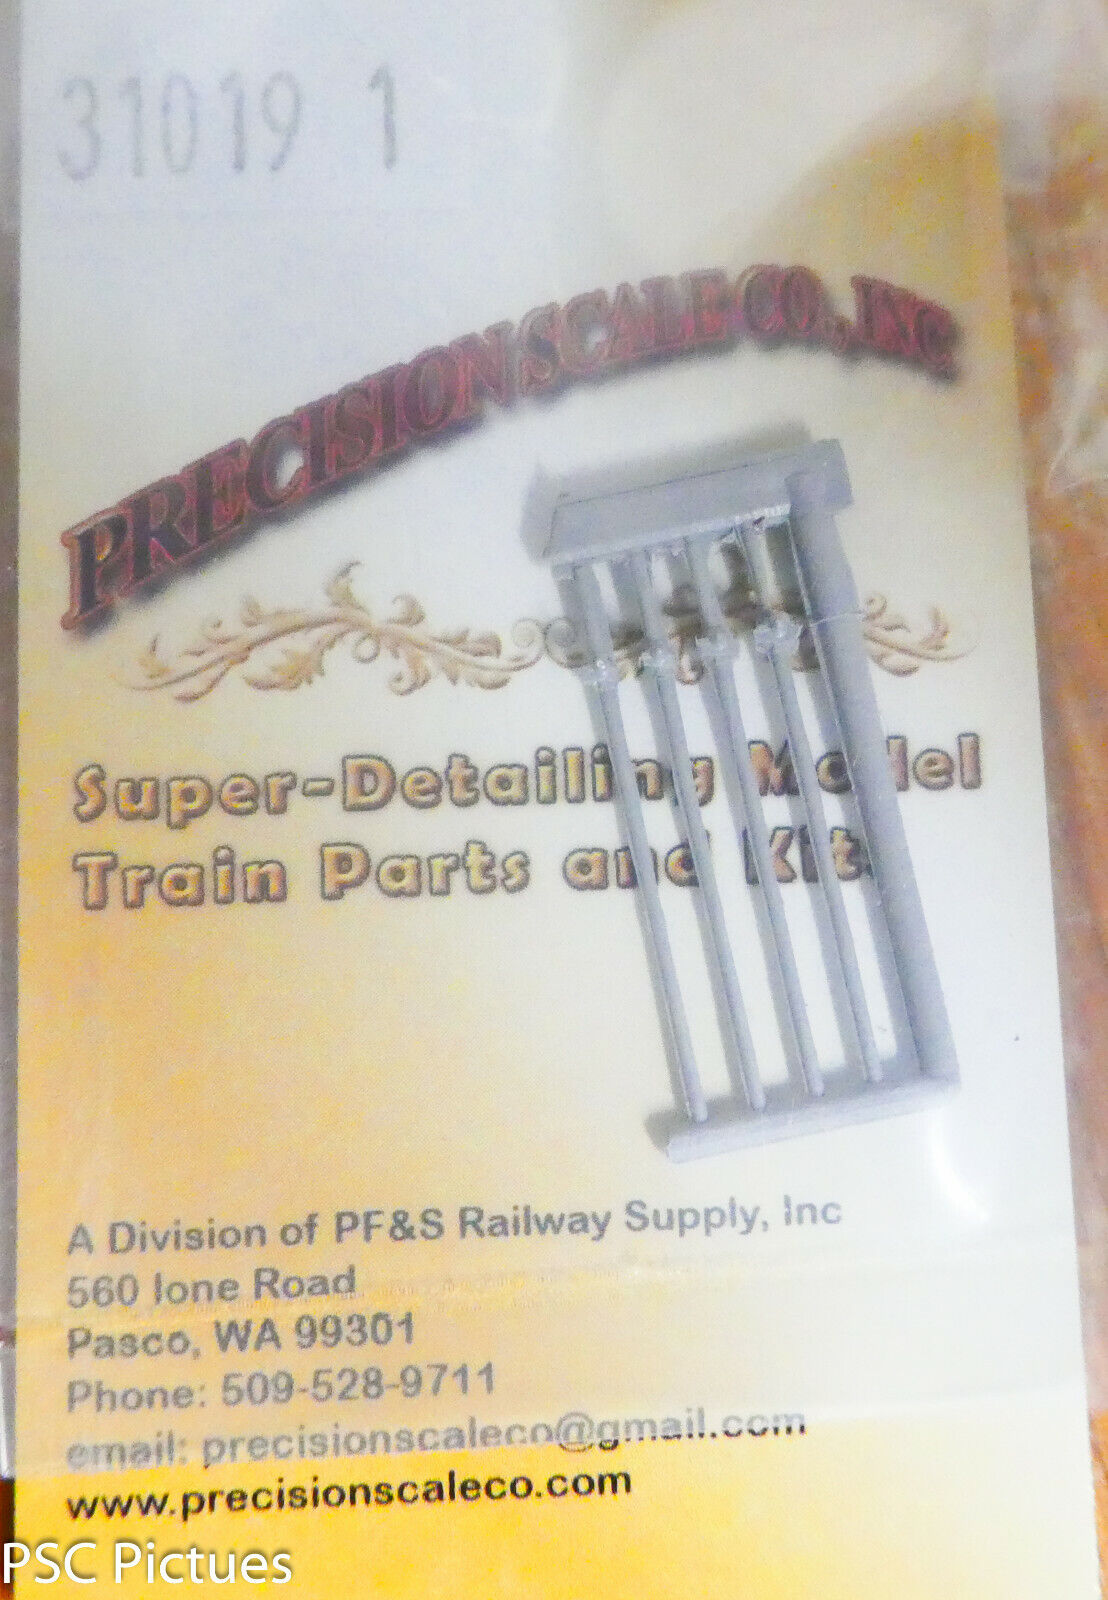 31019 1
PRECISION SCALE CO., INC
Super-Detailing Model
Train Parts and Kit
A Division of PF&S Railway Supply, Inc
560 Ione Road
Pasco, WA 99301
Phone: 509-528-9711
email: precisionscaleco@gmail.com
www.precisionscaleco.com
PSC Pictues